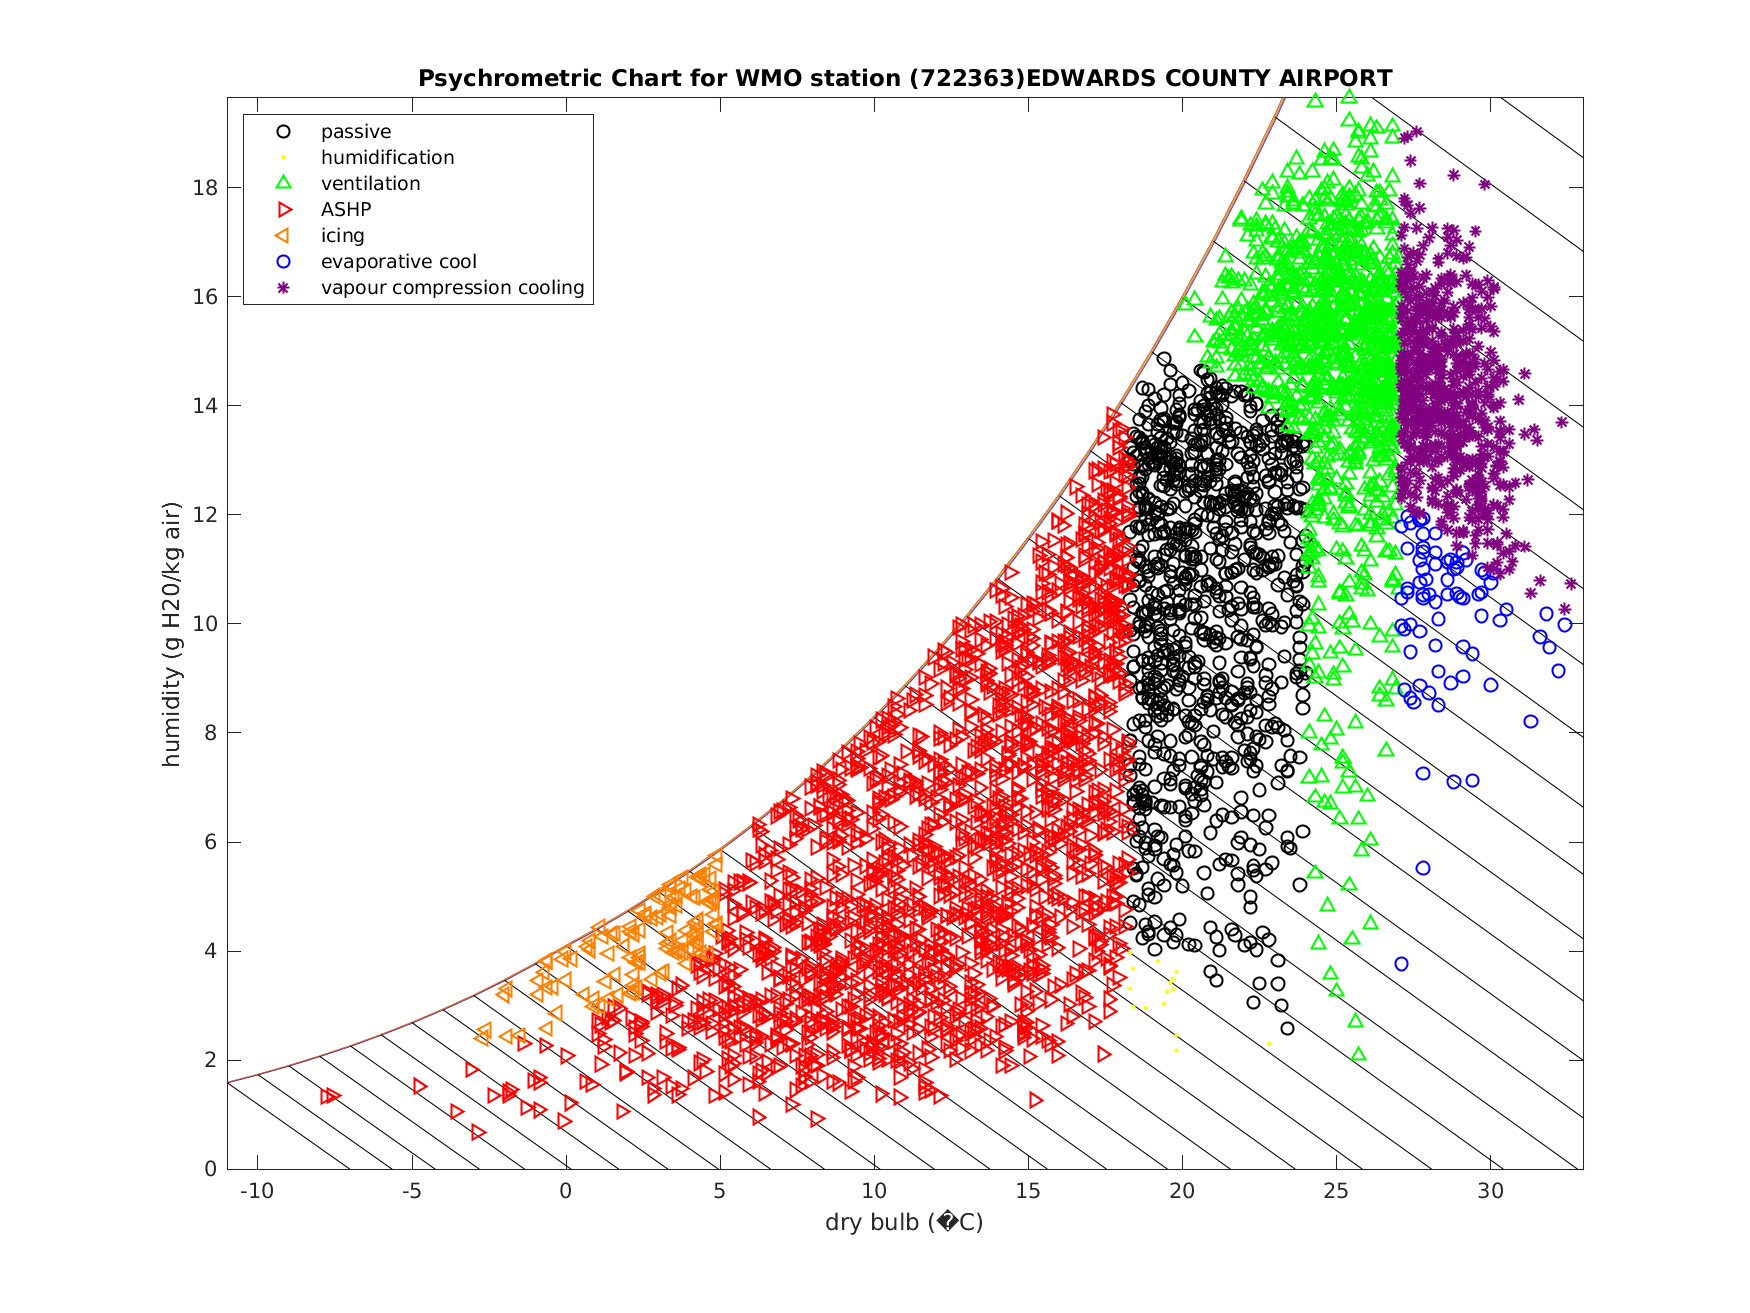 Psychrometric Chart for WMO station (722363)EDWARDS COUNTY AIRPORT
passive
humidification
ventilation
ASHP
icing
evaporative cool
vapour compression cooling
humidity (g H20/kg air)
18
16
14
12
10
8
6
4
2
0
-10 -5 0 5 10 15 20 25 30
dry bulb (�C)